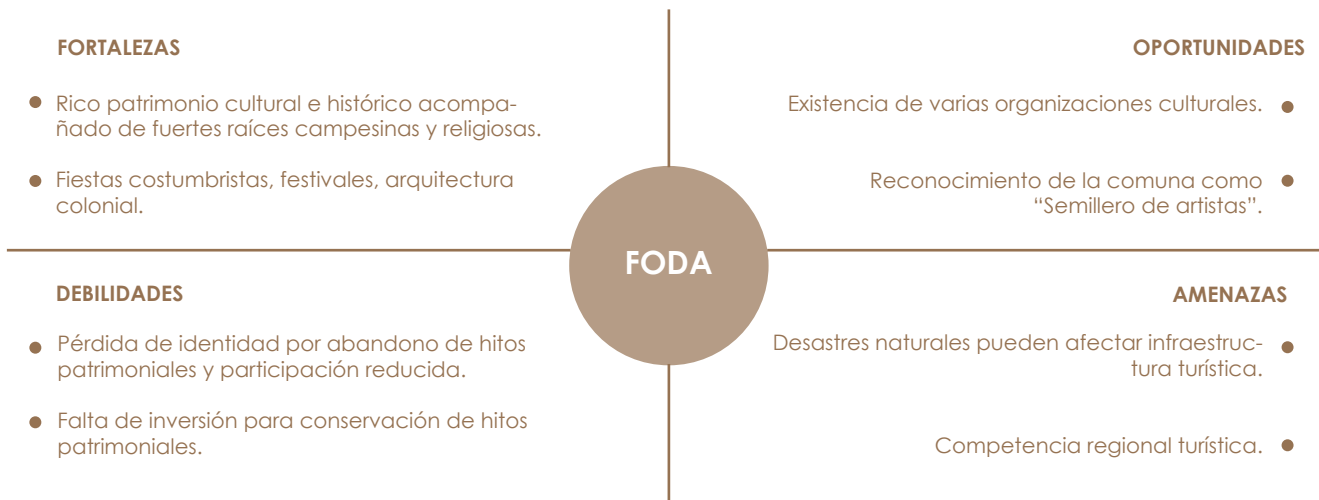 FORTALEZAS
Rico patrimonio cultural e histórico acompa-
ñado de fuertes raíces campesinas y religiosas.
Fiestas costumbristas, festivales, arquitectura
colonial.
OPORTUNIDADES
Existencia de varias organizaciones culturales.
Reconocimiento de la comuna como
“Semillero de artistas”.
FODA
DEBILIDADES
Pérdida de identidad por abandono de hitos
patrimoniales y participación reducida.
Falta de inversión para conservación de hitos
patrimoniales.
AMENAZAS
Desastres naturales pueden afectar infraestruc-
tura turística.
Competencia regional turística.